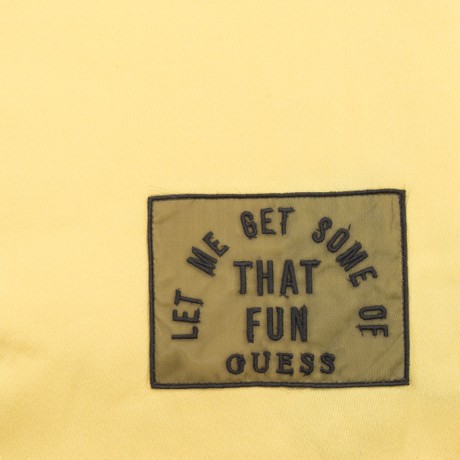 LET ME GET SOME OF
THAT
FUN
GUESS